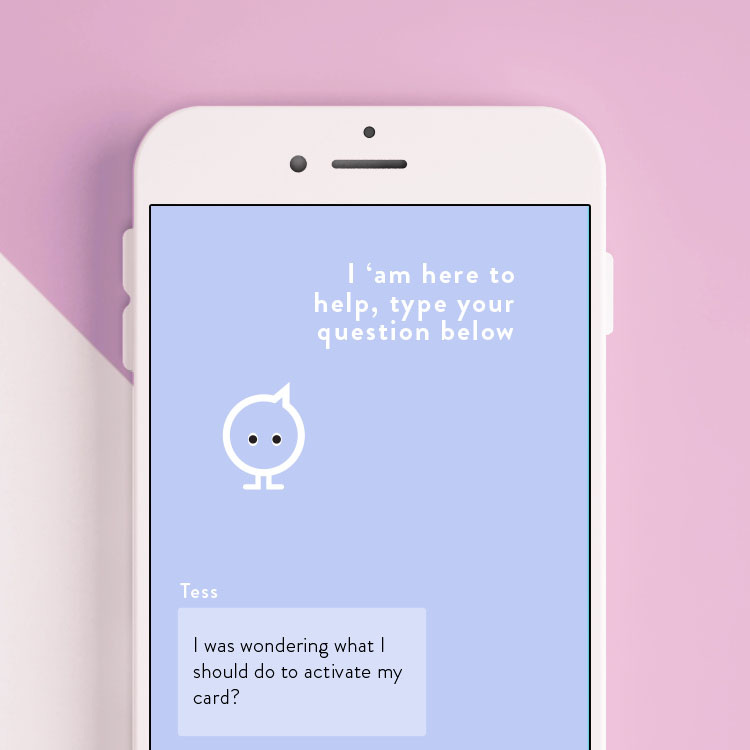 I ‘am here to
help, type your
question below
Tess
I was wondering what I
should do to activate my
card?